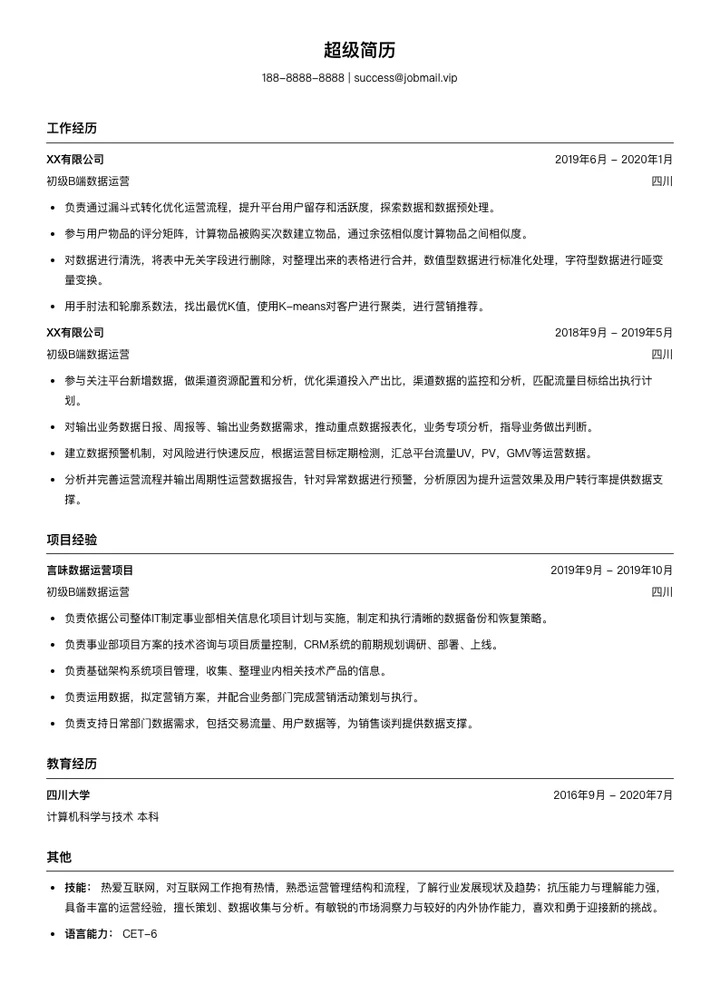 超级简历
188-8888-8888 | success@jobmail.vip
工作经历
XX有限公司 2019年6月 - 2020年1月
初级B端数据运营 四川
• 负责通过漏斗式转化优化运营流程，提升平台用户留存和活跃度，探索数据和数据预处理。
• 参与用户物品的评分矩阵，计算物品被购买次数建立物品，通过余弦相似度计算物品之间相似度。
• 对数据进行清洗，将表中无关字段进行删除，对整理出来的表格进行合并，数值型数据进行标准化处理，字符型数据进行哑变
量变换。
• 用手肘法和轮廓系数法，找出最优K值，使用K-means对客户进行聚类，进行营销推荐。
XX有限公司 2018年9月 - 2019年5月
初级B端数据运营 四川
• 参与关注平台新增数据，做渠道资源配置和分析，优化渠道投入产出比，渠道数据的监控和分析，匹配流量目标给出执行计
划。
• 对输出业务数据日报、周报等、输出业务数据需求，推动重点数据报表化，业务专项分析，指导业务做出判断。
• 建立数据预警机制，对风险进行快速反应，根据运营目标定期检测，汇总平台流量UV，PV，GMV等运营数据。
• 分析并完善运营流程并输出周期性运营数据报告，针对异常数据进行预警，分析原因为提升运营效果及用户转行率提供数据支
撑。
项目经验
言味数据运营项目 2019年9月 - 2019年10月
初级B端数据运营 四川
• 负责依据公司整体IT制定事业部相关信息化项目计划与实施，制定和执行清晰的数据备份和恢复策略。
• 负责事业部项目方案的技术咨询与项目质量控制，CRM系统的前期规划调研、部署、上线。
• 负责基础架构系统项目管理，收集、整理业内相关技术产品的信息。
• 负责运用数据，拟定营销方案，并配合业务部门完成营销活动策划与执行。
• 负责支持日常部门数据需求，包括交易流量、用户数据等，为销售谈判提供数据支撑。
教育经历
四川大学 2016年9月 - 2020年7月
计算机科学与技术 本科
其他
• 技能： 热爱互联网，对互联网工作抱有热情，熟悉运营管理结构和流程，了解行业发展现状及趋势；抗压能力与理解能力强，
具备丰富的运营经验，擅长策划、数据收集与分析。有敏锐的市场洞察力与较好的内外协作能力，喜欢和勇于迎接新的挑战。
• 语言能力： CET-6